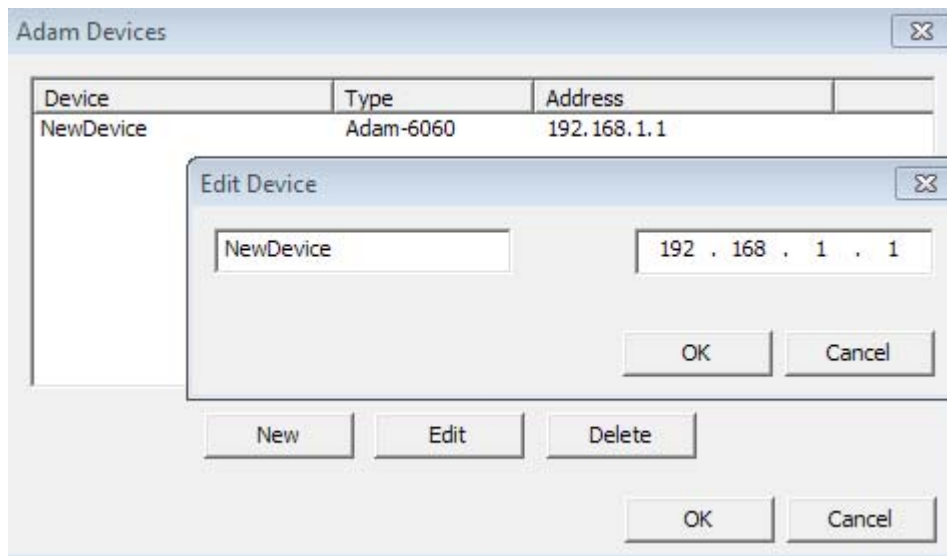 Adam Devices
Device Type Address
NewDevice Adam-6060 192.168.1.1
Edit Device
NewDevice 192 . 168 . 1 . 1
OK Cancel
New Edit Delete
OK Cancel